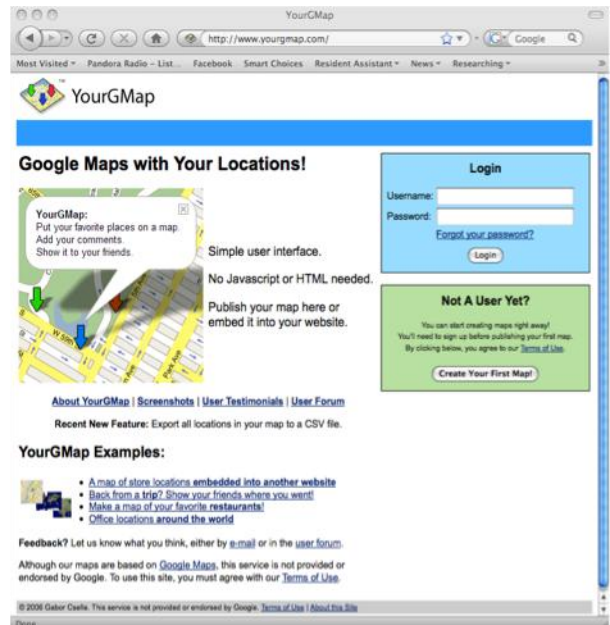 YourGMap
http://www.yourgmap.com/
Google
Most Visited Pandora Radio – List... Facebook Smart Choices Resident Assistant News Researching
YourGMap
TM
Google Maps with Your Locations!
YourGMap:
Put your favorite places on a map.
Add your comments.
Show it to your friends.
W 59th
Park Ave
Simple user interface.
No Javascript or HTML needed.
Publish your map here or
embed it into your website.
About YourGMap | Screenshots | User Testimonials | User Forum
Recent New Feature: Export all locations in your map to a CSV file.
YourGMap Examples:
• A map of store locations embedded into another website
• Back from a trip? Show your friends where you went!
• Make a map of your favorite restaurants!
• Office locations around the world
Feedback? Let us know what you think, either by e-mail or in the user forum.
Although our maps are based on Google Maps, this service is not provided or
endorsed by Google. To use this site, you must agree with our Terms of Use.
Login
Username:
Password:
Forgot your password?
Login
Not A User Yet?
You can start creating maps right away!
You'll need to sign up before publishing your first map.
By clicking below, you agree to our Terms of Use.
Create Your First Map!
© 2006 Gabor Cselle. This service is not provided or endorsed by Google. Terms of Use | About this Site
Done